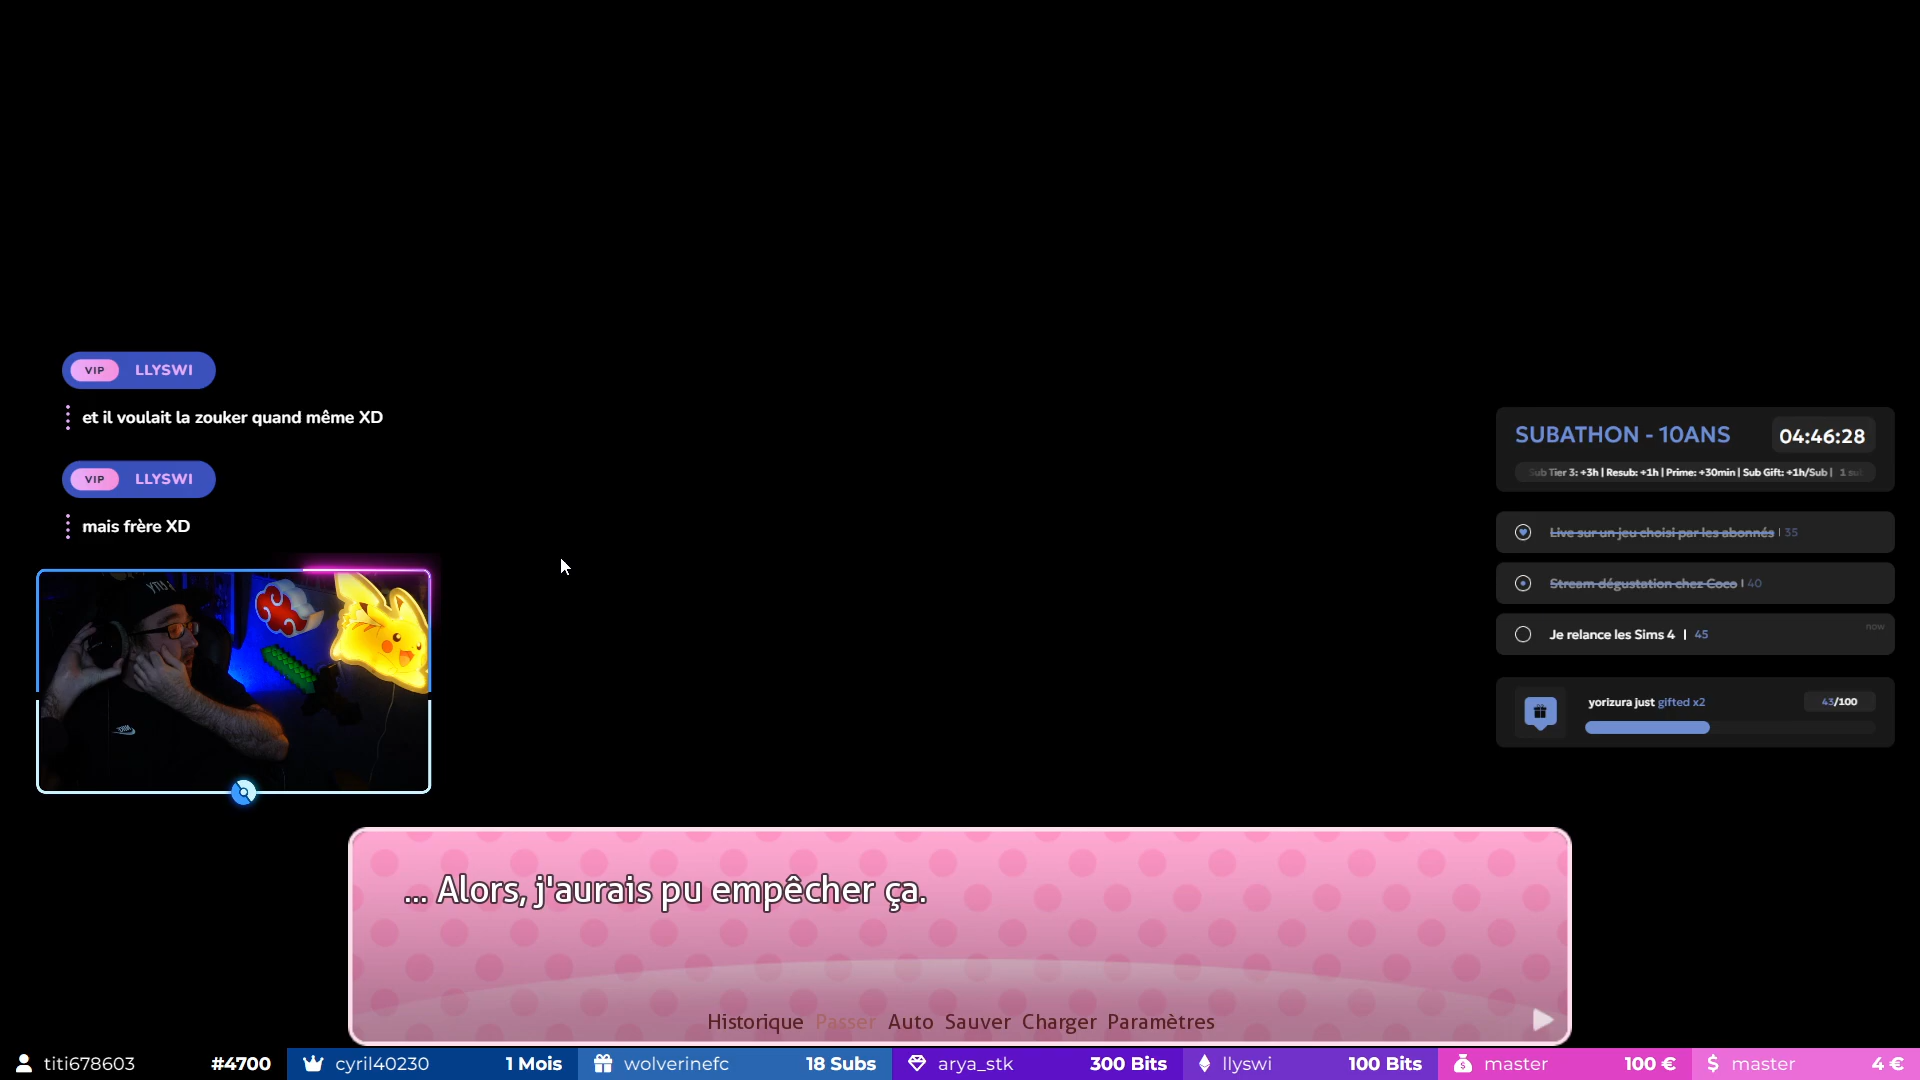 VIP LLYSWI
et il voulait la zouker quand même XD
VIP LLYSWI
mais frère XD
SUBATHON - 10ANS 04:46:28
Sub Tier 3: +3h | Resub: +1h | Prime: +30min | Sub Gift: +1h/Sub | 1
Live sur un jeu choisi par les abonnés | 35
Stream dégustation chez Coco | 40
now
Je relance les Sims 4 | 45
yorizura just gifted x2 43/100
... Alors, j'aurais pu empêcher ça.
Historique Passer Auto Sauver Charger Paramètres
titi678603 #4700 cyril40230 1 Mois wolverinefc 18 Subs arya_stk 300 Bits llyswi 100 Bits master 100 € $ master 4 €